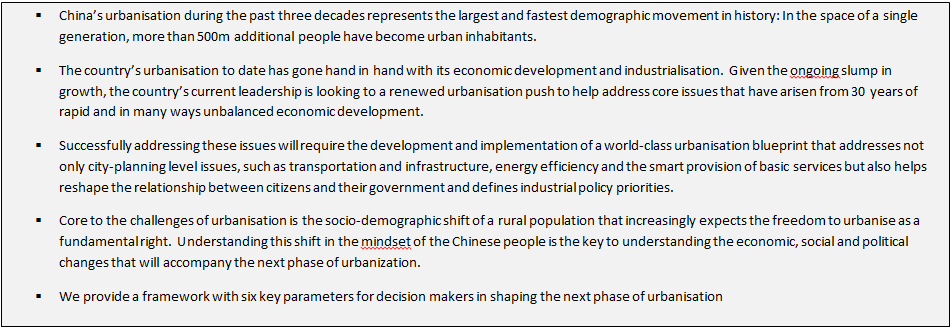 ▪ China's urbanisation during the past three decades represents the largest and fastest demographic movement in history: In the space of a single
generation, more than 500m additional people have become urban inhabitants.
▪ The country's urbanisation to date has gone hand in hand with its economic development and industrialisation. Given the ongoing slump in
growth, the country's current leadership is looking to a renewed urbanisation push to help address core issues that have arisen from 30 years of
rapid and in many ways unbalanced economic development.
▪ Successfully addressing these issues will require the development and implementation of a world-class urbanisation blueprint that addresses not
only city-planning level issues, such as transportation and infrastructure, energy efficiency and the smart provision of basic services but also helps
reshape the relationship between citizens and their government and defines industrial policy priorities.
▪ Core to the challenges of urbanisation is the socio-demographic shift of a rural population that increasingly expects the freedom to urbanise as a
fundamental right. Understanding this shift in the mindset of the Chinese people is the key to understanding the economic, social and political
changes that will accompany the next phase of urbanization.
▪ We provide a framework with six key parameters for decision makers in shaping the next phase of urbanisation